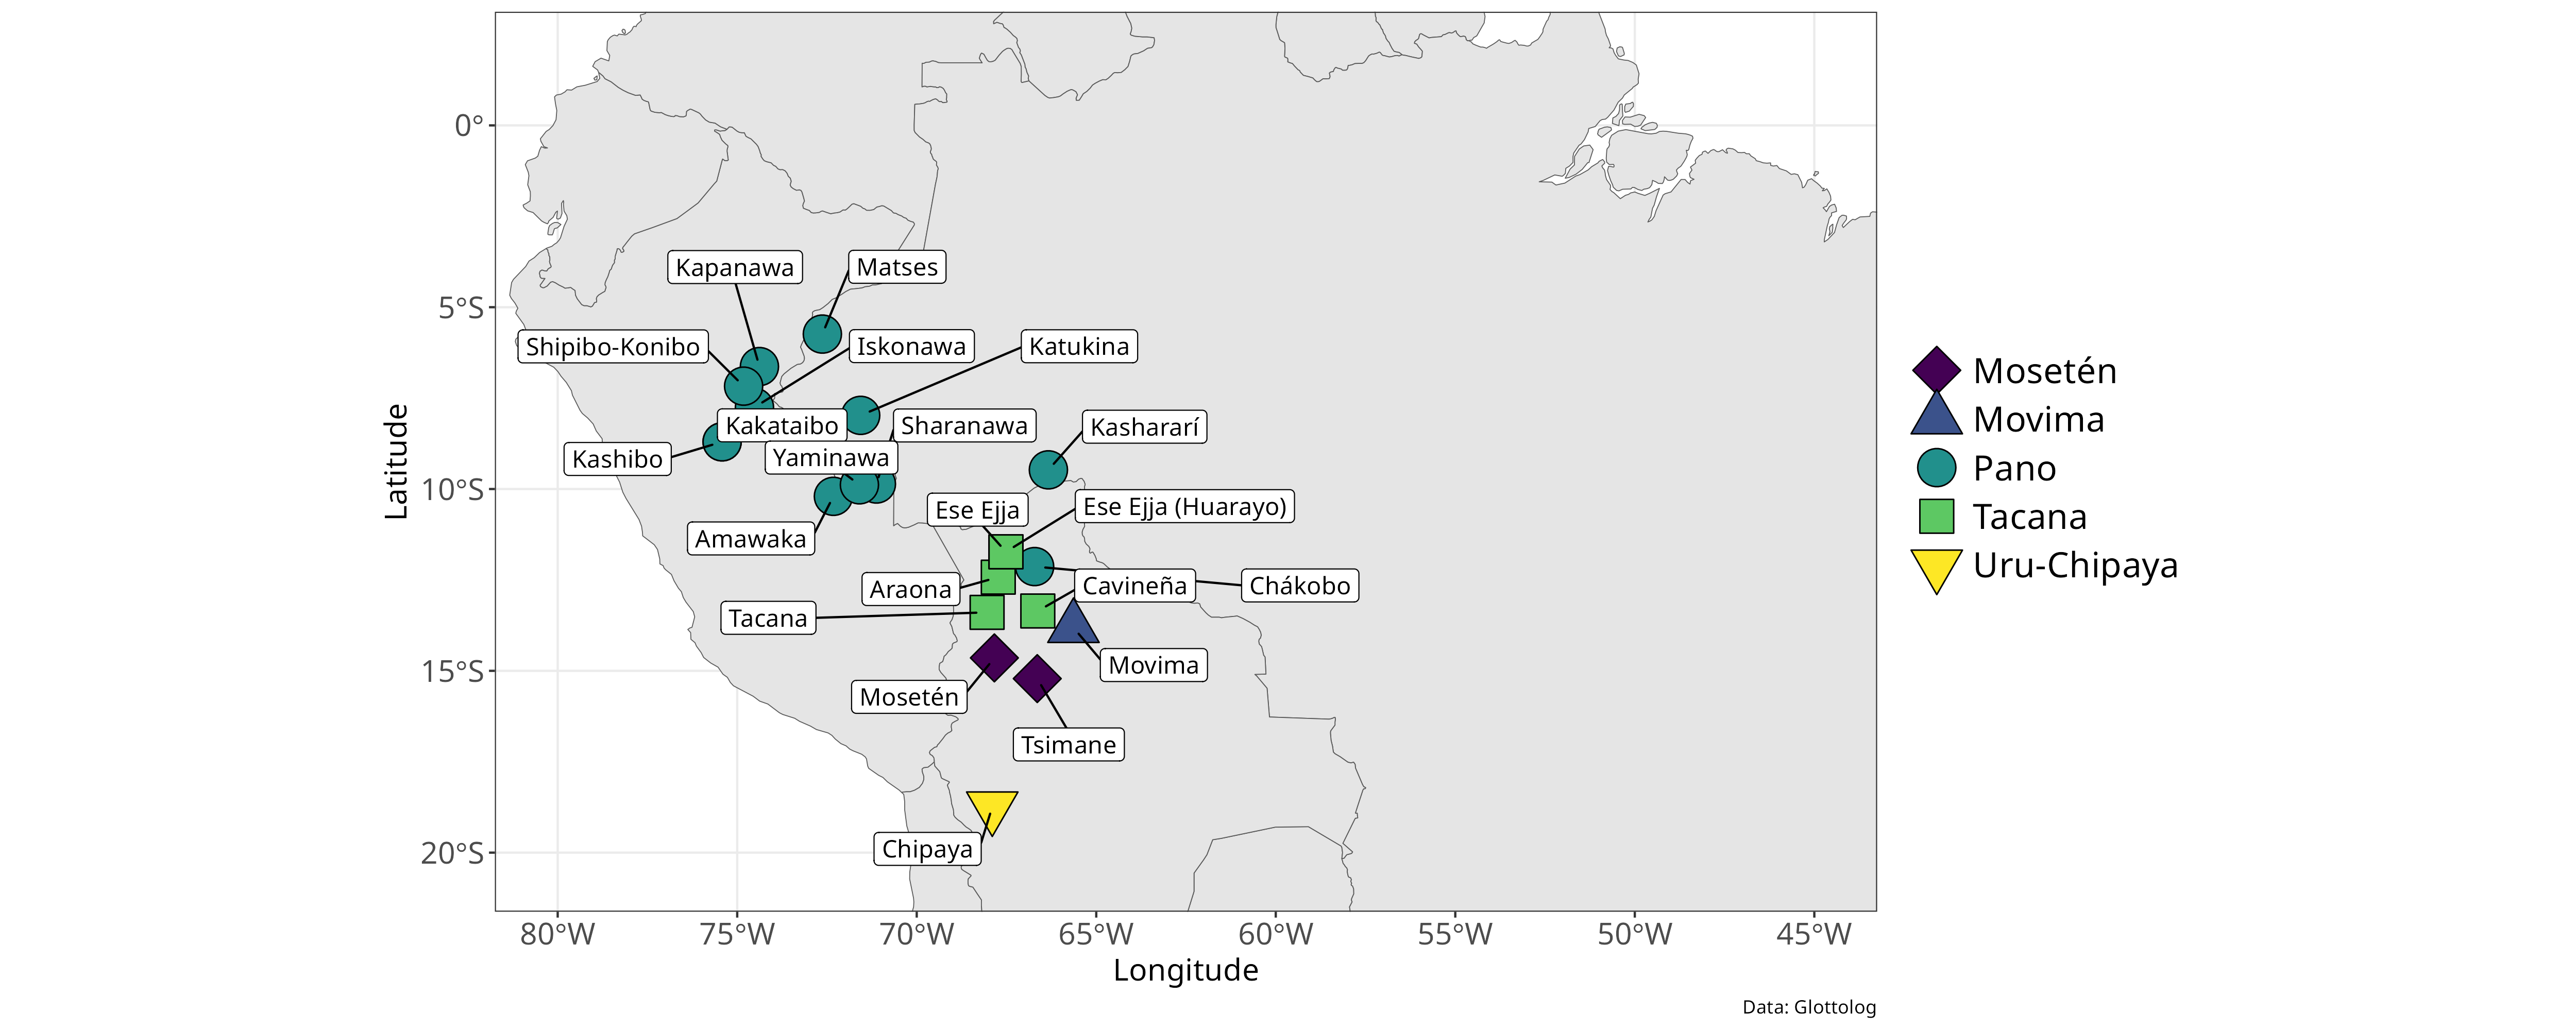 0°
5°S
10°S
15°S
20°S
Latitude
Kapanawa
Matses
Shipibo-Konibo
Iskonawa
Katukina
Kakataibo
Sharanawa
Kashararí
Kashibo
Yaminawa
Ese Ejja
Ese Ejja (Huarayo)
Amawaka
Araona
Cavineña
Chákobo
Tacana
Movima
Mosetén
Tsimane
Chipaya
80°W
75°W
70°W
65°W
60°W
55°W
50°W
45°W
Longitude
Mosetén
Movima
Pano
Tacana
Uru-Chipaya
Data: Glottolog